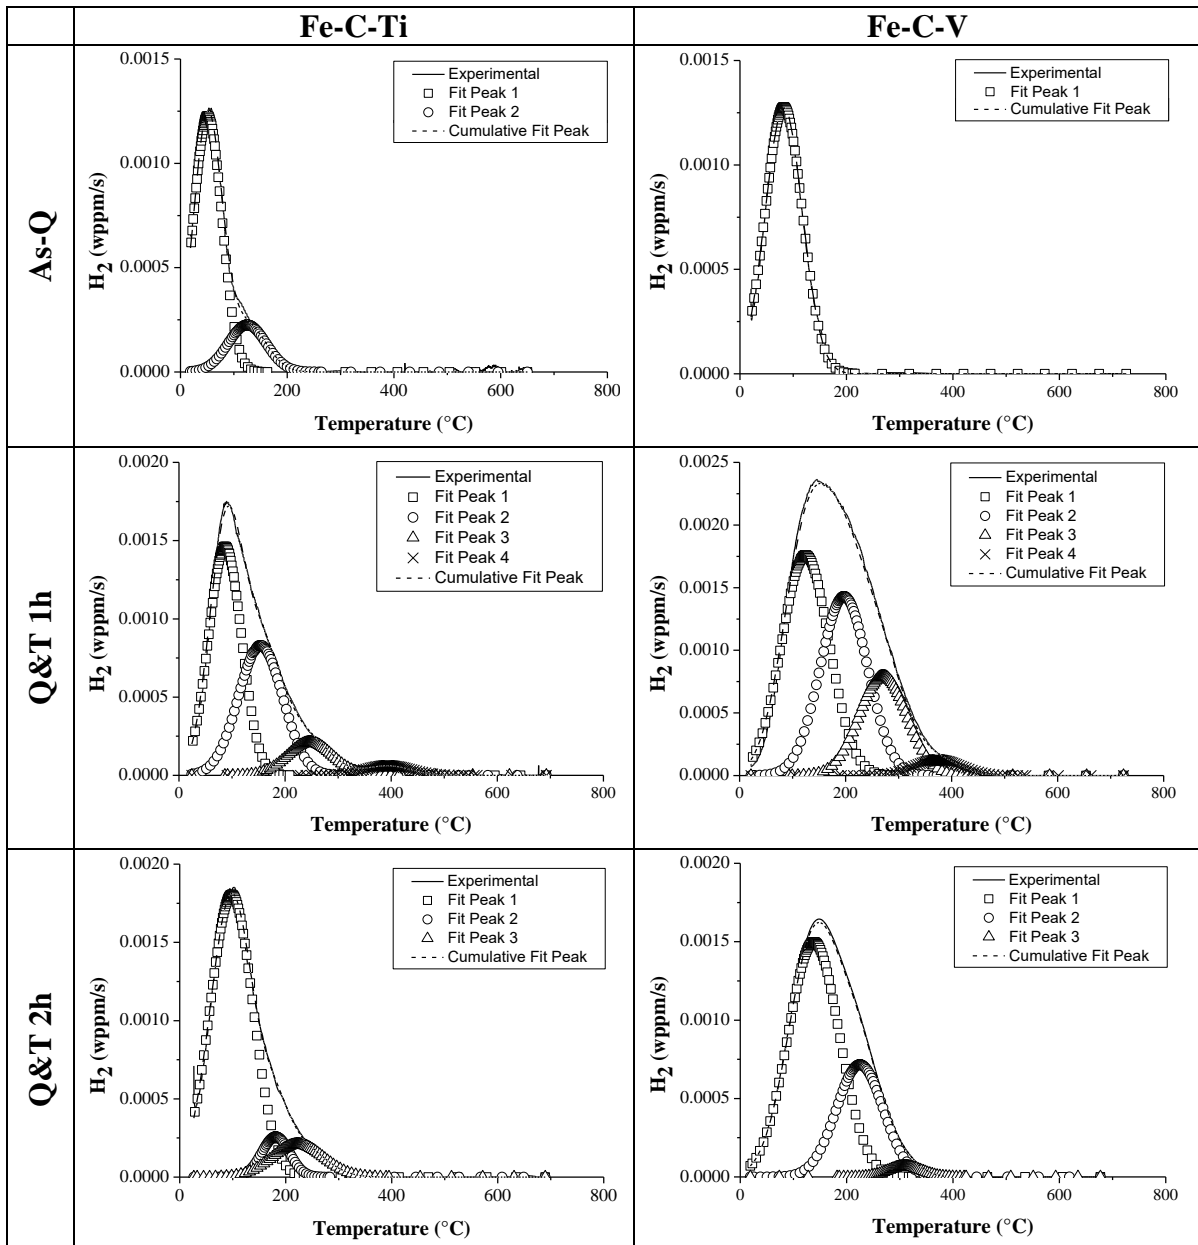 Fe-C-Ti
Fe-C-V
As-Q
H2 (wppm/s)
0.0015
0.0010
0.0005
0.0000
0
200
400
600
800
Temperature (°C)
Experimental
Fit Peak 1
Fit Peak 2
Cumulative Fit Peak
H2 (wppm/s)
0.0015
0.0010
0.0005
0.0000
0
200
400
600
800
Temperature (°C)
Experimental
Fit Peak 1
Cumulative Fit Peak
Q&T 1h
H2 (wppm/s)
0.0020
0.0015
0.0010
0.0005
0.0000
0
200
400
600
800
Temperature (°C)
Experimental
Fit Peak 1
Fit Peak 2
Fit Peak 3
Fit Peak 4
Cumulative Fit Peak
H2 (wppm/s)
0.0025
0.0020
0.0015
0.0010
0.0005
0.0000
0
200
400
600
800
Temperature (°C)
Experimental
Fit Peak 1
Fit Peak 2
Fit Peak 3
Fit Peak 4
Cumulative Fit Peak
Q&T 2h
H2 (wppm/s)
0.0020
0.0015
0.0010
0.0005
0.0000
0
200
400
600
800
Temperature (°C)
Experimental
Fit Peak 1
Fit Peak 2
Fit Peak 3
Cumulative Fit Peak
H2 (wppm/s)
0.0020
0.0015
0.0010
0.0005
0.0000
0
200
400
600
800
Temperature (°C)
Experimental
Fit Peak 1
Fit Peak 2
Fit Peak 3
Cumulative Fit Peak